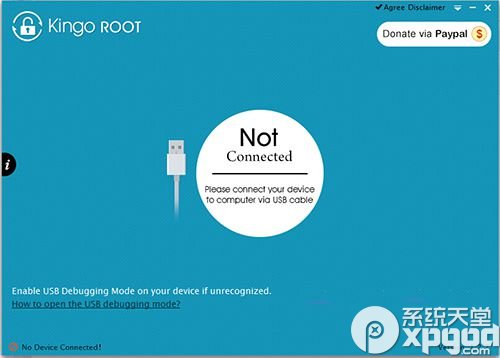 Agree Disclaimer
Kingo ROOT
Donate via Paypal $
Not
Connected
Please connect your device
to computer via USB cable
i
Enable USB Debugging Mode on your device if unrecognized.
How to open the USB debugging mode?
系统天堂
xpgod
.com
No Device Connected!